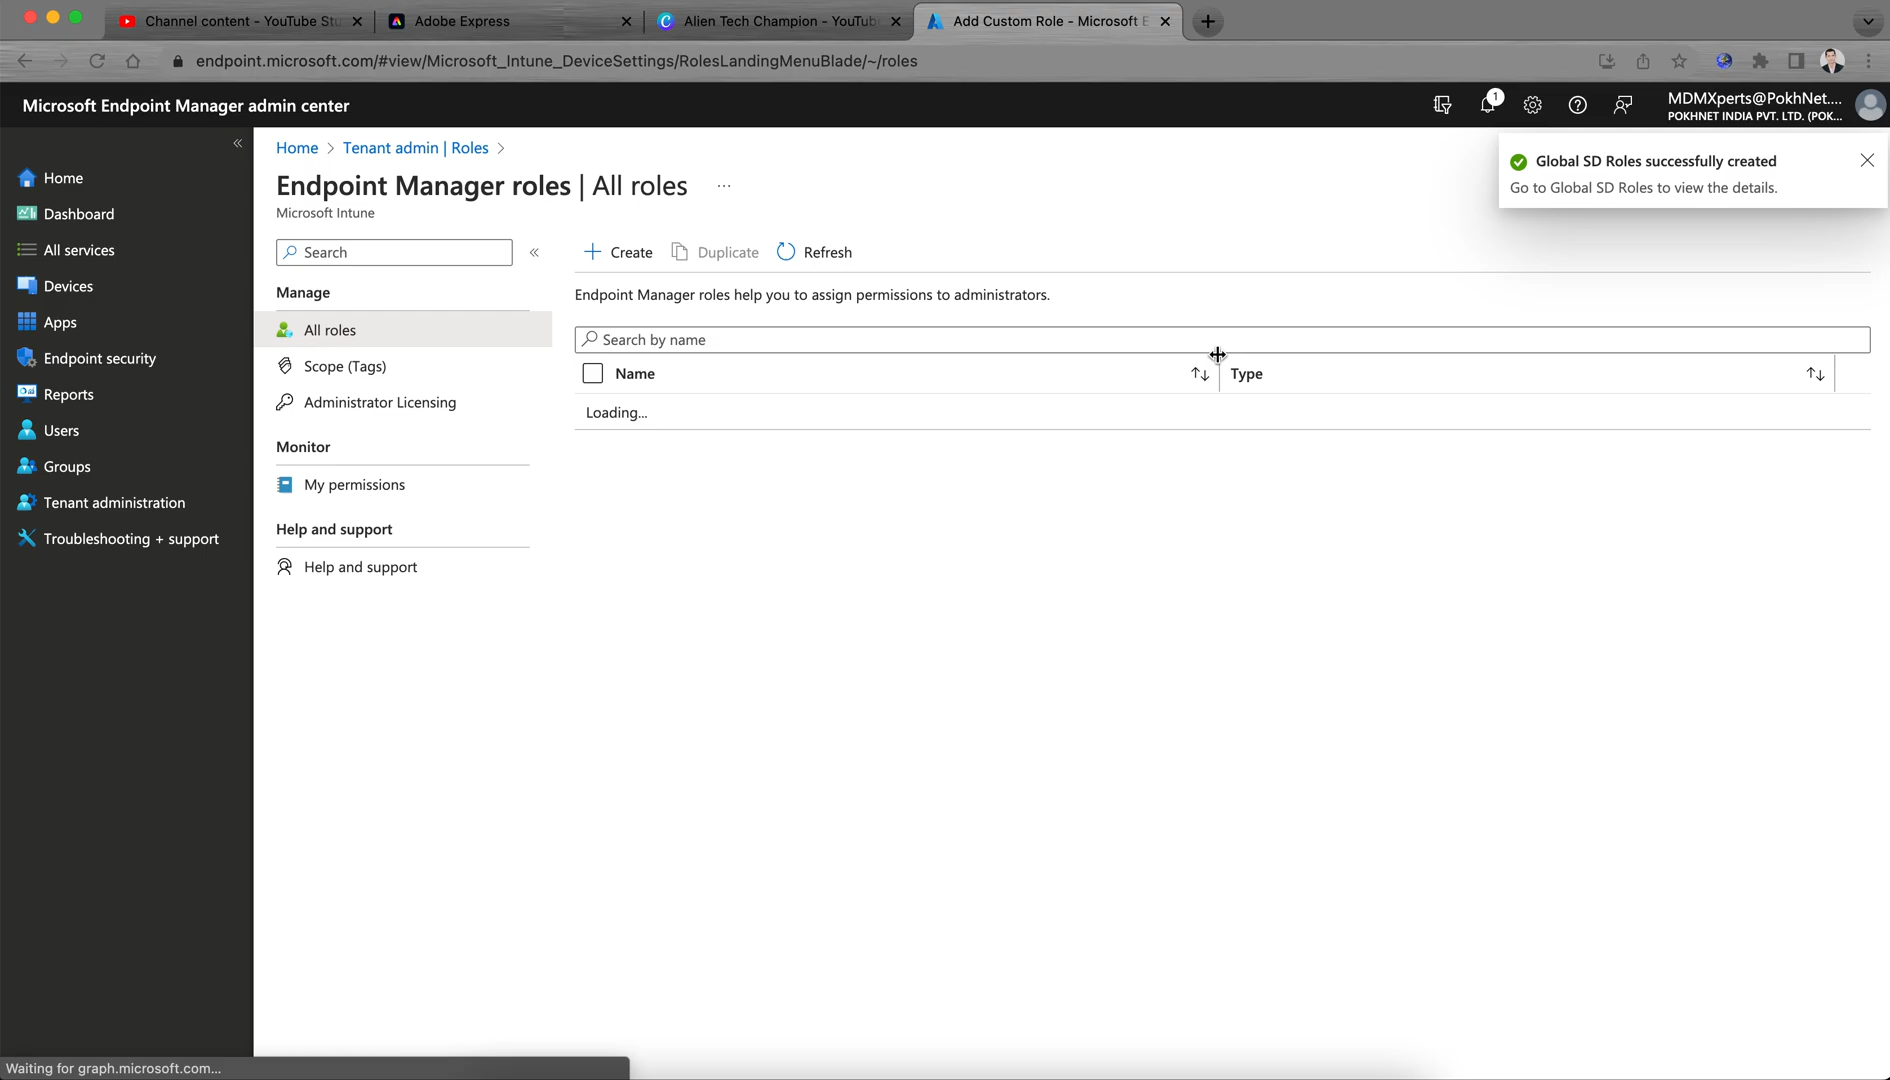 Channel content - YouTube Stu
Adobe Express
Alien Tech Champion - YouTube
Add Custom Role - Microsoft E
endpoint.microsoft.com/#view/Microsoft_Intune_DeviceSettings/RolesLandingMenuBlade/~/roles
Microsoft Endpoint Manager admin center
1
MDMXperts@PokhNet....
POKHNET INDIA PVT. LTD. (POK...
Global SD Roles successfully created
Go to Global SD Roles to view the details.
Home
Dashboard
All services
Devices
Apps
Endpoint security
Reports
Users
Groups
Tenant administration
Troubleshooting + support
Home > Tenant admin | Roles >
Endpoint Manager roles | All roles ...
Microsoft Intune
Search
Manage
All roles
Scope (Tags)
Administrator Licensing
Monitor
My permissions
Help and support
Help and support
Create Duplicate Refresh
Endpoint Manager roles help you to assign permissions to administrators.
Search by name
Name Type
Loading...
Waiting for graph.microsoft.com...